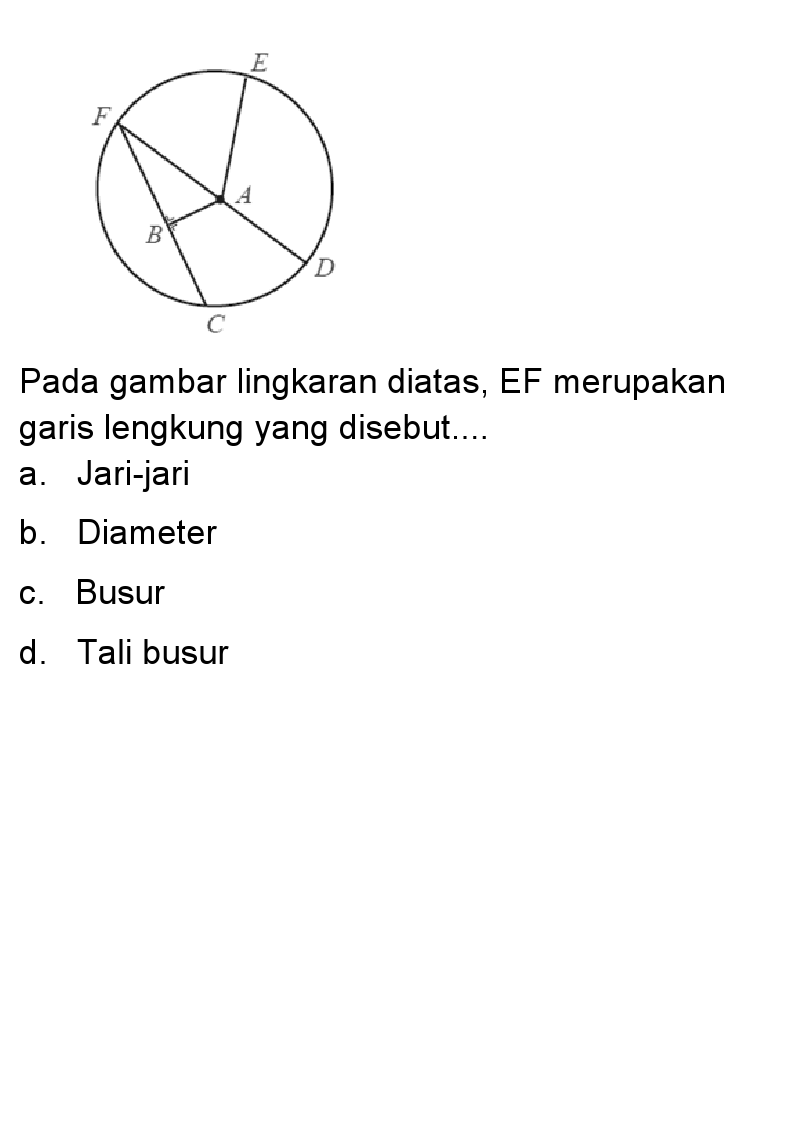 E
F
A
B
D
C
Pada gambar lingkaran diatas, EF merupakan
garis lengkung yang disebut....
a. Jari-jari
b. Diameter
c. Busur
d. Tali busur